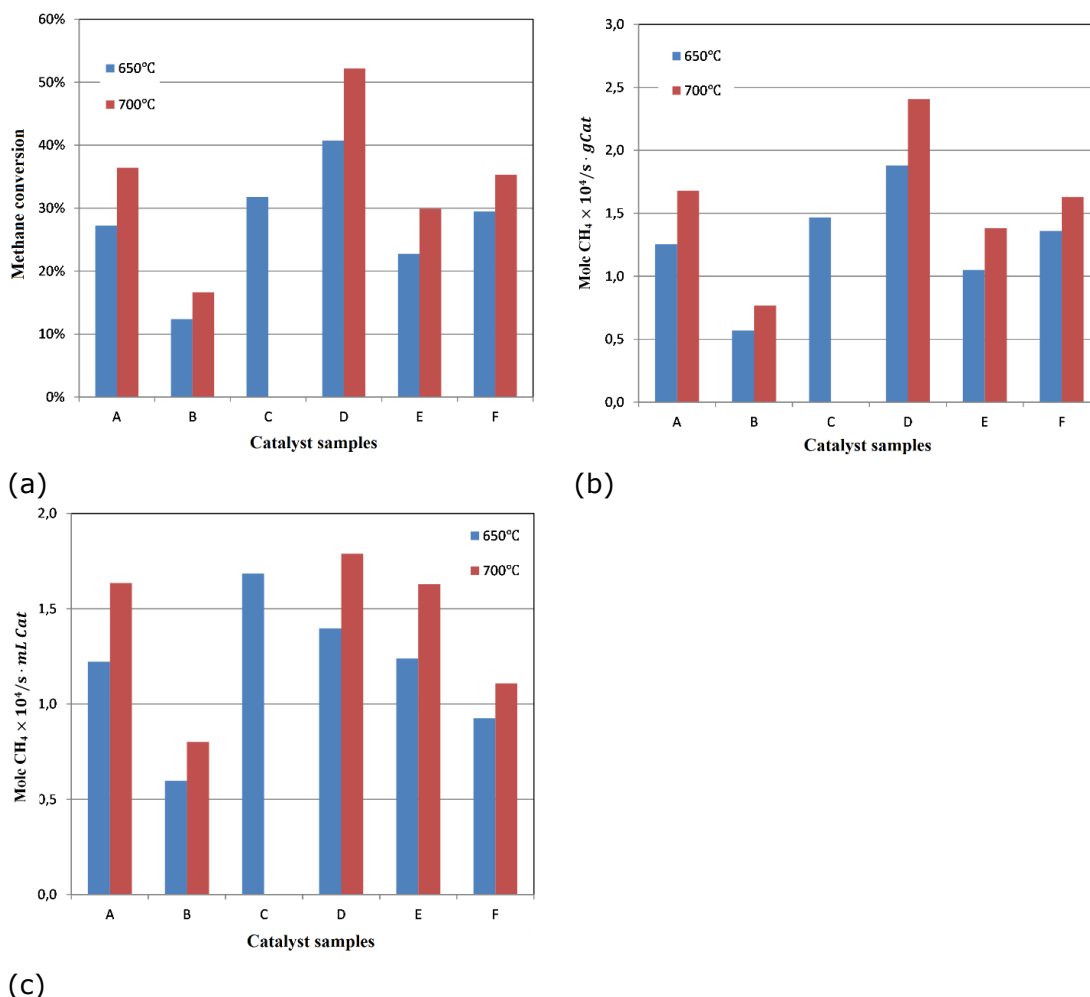 60%
50%
40%
30%
20%
10%
0%
Methane conversion
650℃
700℃
A B C D E F
Catalyst samples
(a)
3,0
2,5
2,0
1,5
1,0
0,5
0,0
Mole CH₄ × 10⁴/s · gCat
650℃
700℃
A B C D E F
Catalyst samples
(b)
2,0
1,5
1,0
0,5
0,0
Mole CH₄ × 10⁴/s · mL Cat
650℃
700℃
A B C D E F
Catalyst samples
(c)